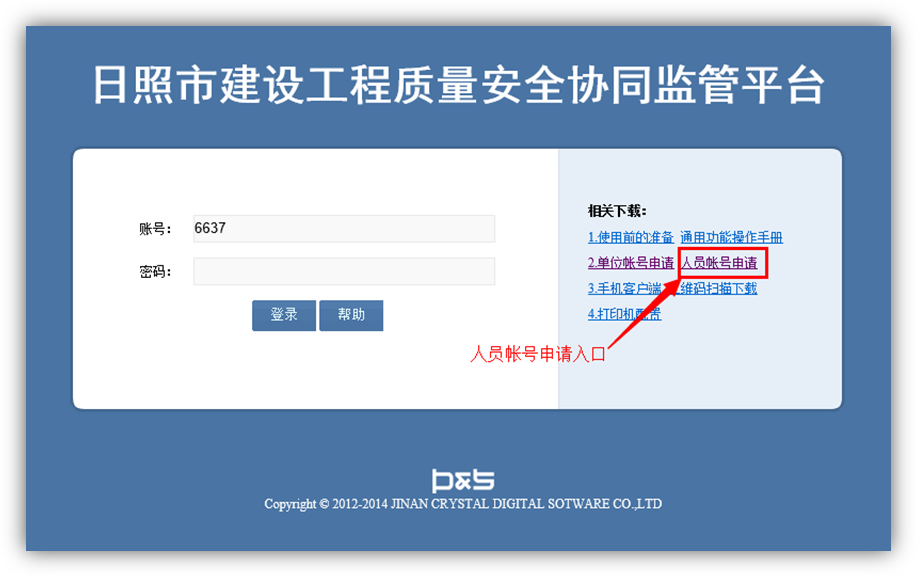 日照市建设工程质量安全协同监管平台
账号： 6637
密码：
登录 帮助
相关下载：
1.使用前的准备 通用功能操作手册
2.单位帐号申请 人员帐号申请
3.手机客户端 维码扫描下载
4.打印机配置
人员帐号申请入口
D&S
Copyright © 2012-2014 JINAN CRYSTAL DIGITAL SOTWARE CO.,LTD